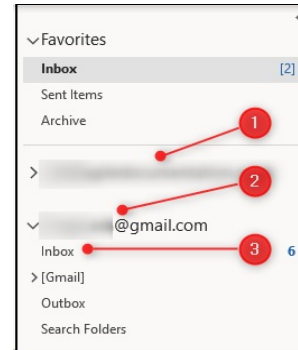 Favorites
Inbox [2]
Sent Items
Archive
1
2
@gmail.com
Inbox 3 6
[Gmail]
Outbox
Search Folders